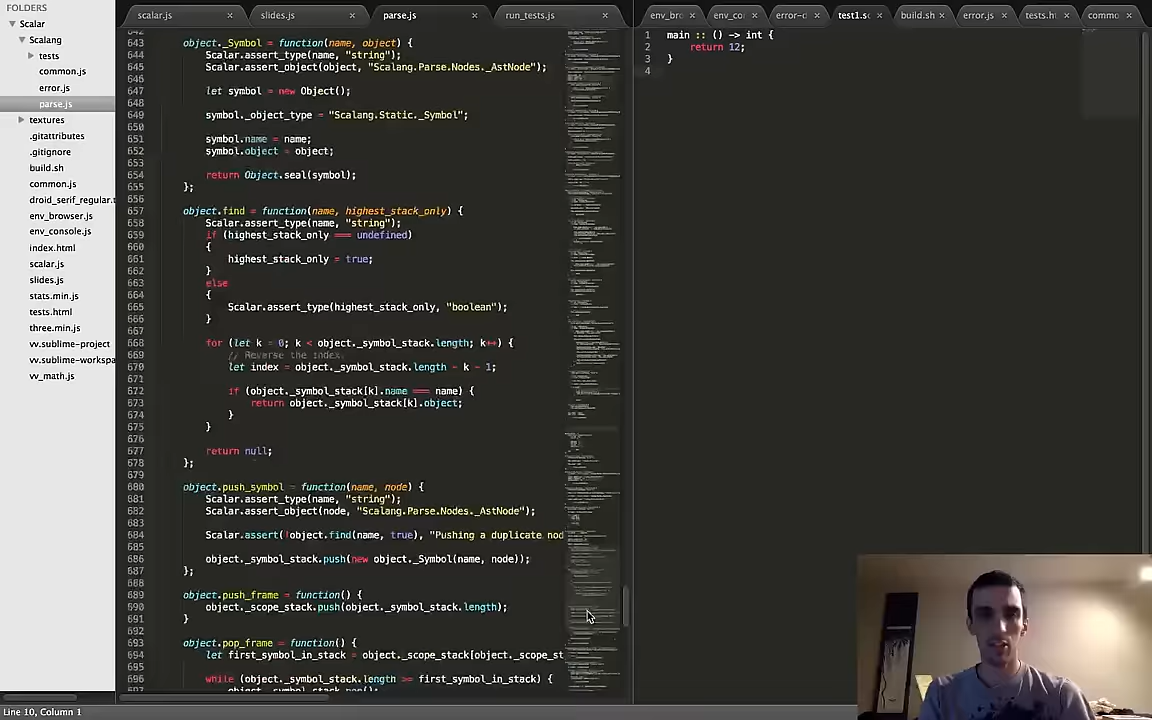 FOLDERS
Scalar
Scalang
tests
common.js
error.js
parse.js
textures
.gitattributes
.gitignore
build.sh
common.js
droid_serif_regular.t
env_browser.js
env_console.js
index.html
scalar.js
slides.js
stats.min.js
tests.html
three.min.js
vv.sublime-project
vv.sublime-workspa
vv_math.js
scalar.js × slides.js × parse.js × run_tests.js ×
643 object._Symbol = function(name, object) {
644 Scalar.assert_type(name, "string");
645 Scalar.assert_object(object, "Scalang.Parse.Nodes._AstNode");
646
647 let symbol = new Object();
648
649 symbol._object_type = "Scalang.Static._Symbol";
650
651 symbol.name = name;
652 symbol.object = object;
653
654 return Object.seal(symbol);
655 };
656
657 object.find = function(name, highest_stack_only) {
658 Scalar.assert_type(name, "string");
659 if (highest_stack_only === undefined)
660 {
661 highest_stack_only = true;
662 }
663 else
664 {
665 Scalar.assert_type(highest_stack_only, "boolean");
666 }
667
668 for (let k = 0; k < object._symbol_stack.length; k++) {
669 // Reverse the index.
670 let index = object._symbol_stack.length - k - 1;
671
672 if (object._symbol_stack[k].name === name) {
673 return object._symbol_stack[k].object;
674 }
675 }
676
677 return null;
678 };
679
680 object.push_symbol = function(name, node) {
681 Scalar.assert_type(name, "string");
682 Scalar.assert_object(node, "Scalang.Parse.Nodes._AstNode");
683
684 Scalar.assert(!object.find(name, true), "Pushing a duplicate nod
685
686 object._symbol_stack.push(new object._Symbol(name, node));
687 };
688
689 object.push_frame = function() {
690 object._scope_stack.push(object._symbol_stack.length);
691 }
692
693 object.pop_frame = function() {
694 let first_symbol_in_stack = object._scope_stack[object._scope_st
695
696 while (object._symbol_stack.length >= first_symbol_in_stack) {
env_br × env_co × error-c × test1.sc × build.sh × error.js × tests.ht × commo ×
1 main :: () -> int {
2 return 12;
3 }
4
Line 10, Column 1